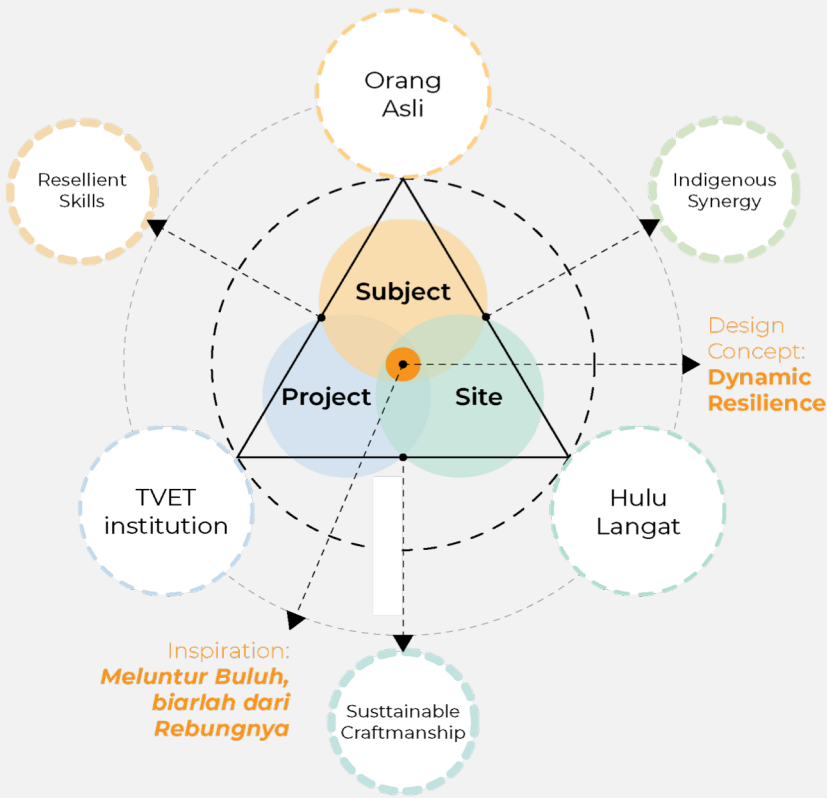 Orang
Asli
Resellient
Skills
Indigenous
Synergy
Subject
Design
Concept:
Dynamic
Resilience
Project
Site
TVET
institution
Hulu
Langat
Inspiration:
Meluntur Buluh,
biarlah dari
Rebungnya
Susttainable
Craftmanship